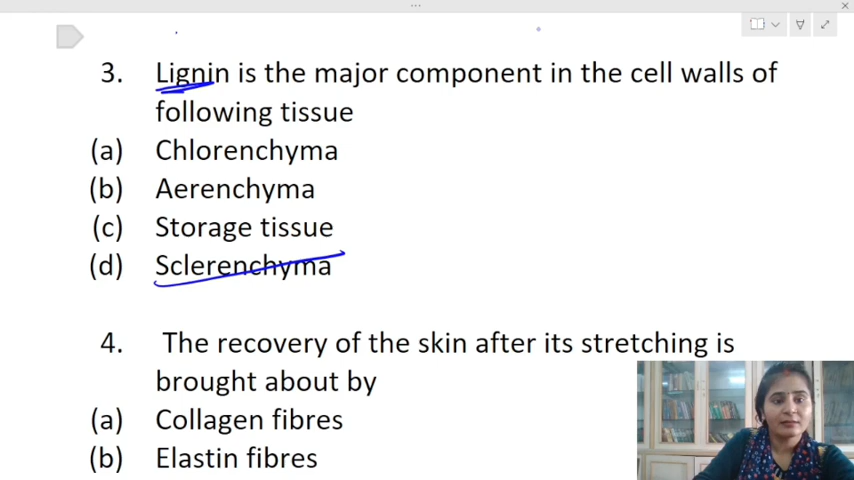 3. Lignin is the major component in the cell walls of
following tissue
(a) Chlorenchyma
(b) Aerenchyma
(c) Storage tissue
(d) Sclerenchyma
4. The recovery of the skin after its stretching is
brought about by
(a) Collagen fibres
(b) Elastin fibres